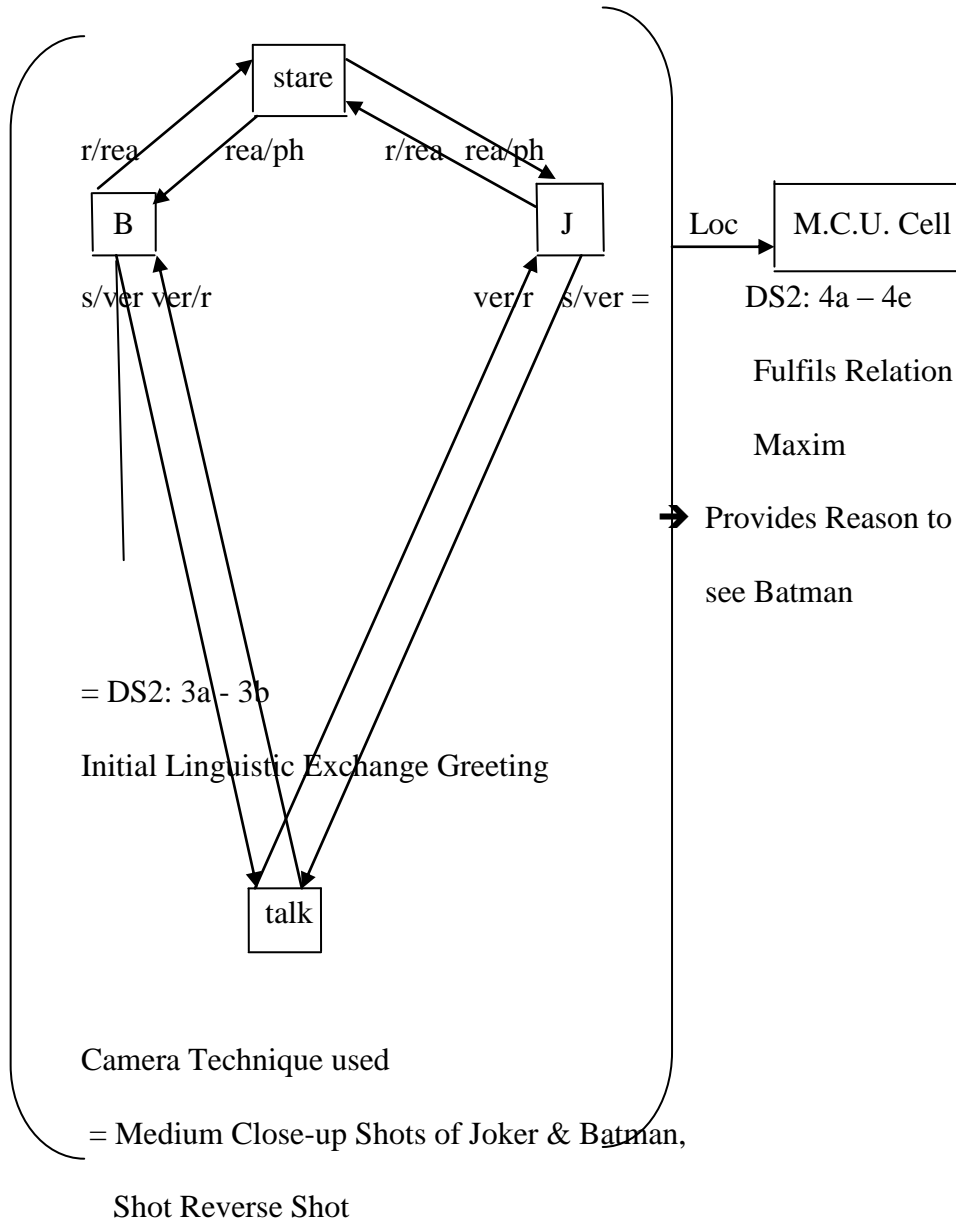 stare
r/rea rea/ph r/rea rea/ph
B J Loc M.C.U. Cell
s/ver ver/r ver/r s/ver = DS2: 4a – 4e
Fulfils Relation
Maxim
➔ Provides Reason to
see Batman
= DS2: 3a - 3b
Initial Linguistic Exchange Greeting
talk
Camera Technique used
= Medium Close-up Shots of Joker & Batman,
Shot Reverse Shot